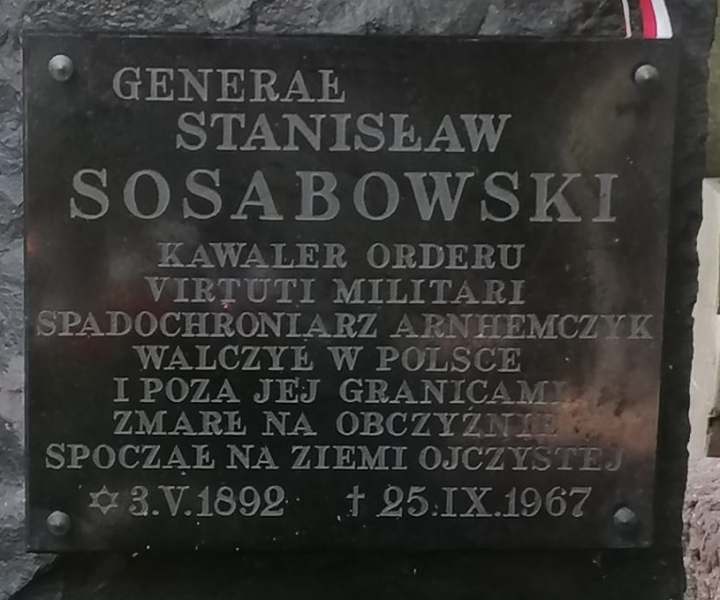 GENERAŁ
STANISŁAW
SOSABOWSKI
KAWALER ORDERU
VIRTUTI MILITARI
SPADOCHRONIARZ ARNHEMCZYK
WALCZYŁ W POLSCE
I POZA JEJ GRANICAMI
ZMARŁ NA OBCZYŹNIE
SPOCZĄŁ NA ZIEMI OJCZYSTEJ
✡ 3.V.1892 † 25.IX.1967